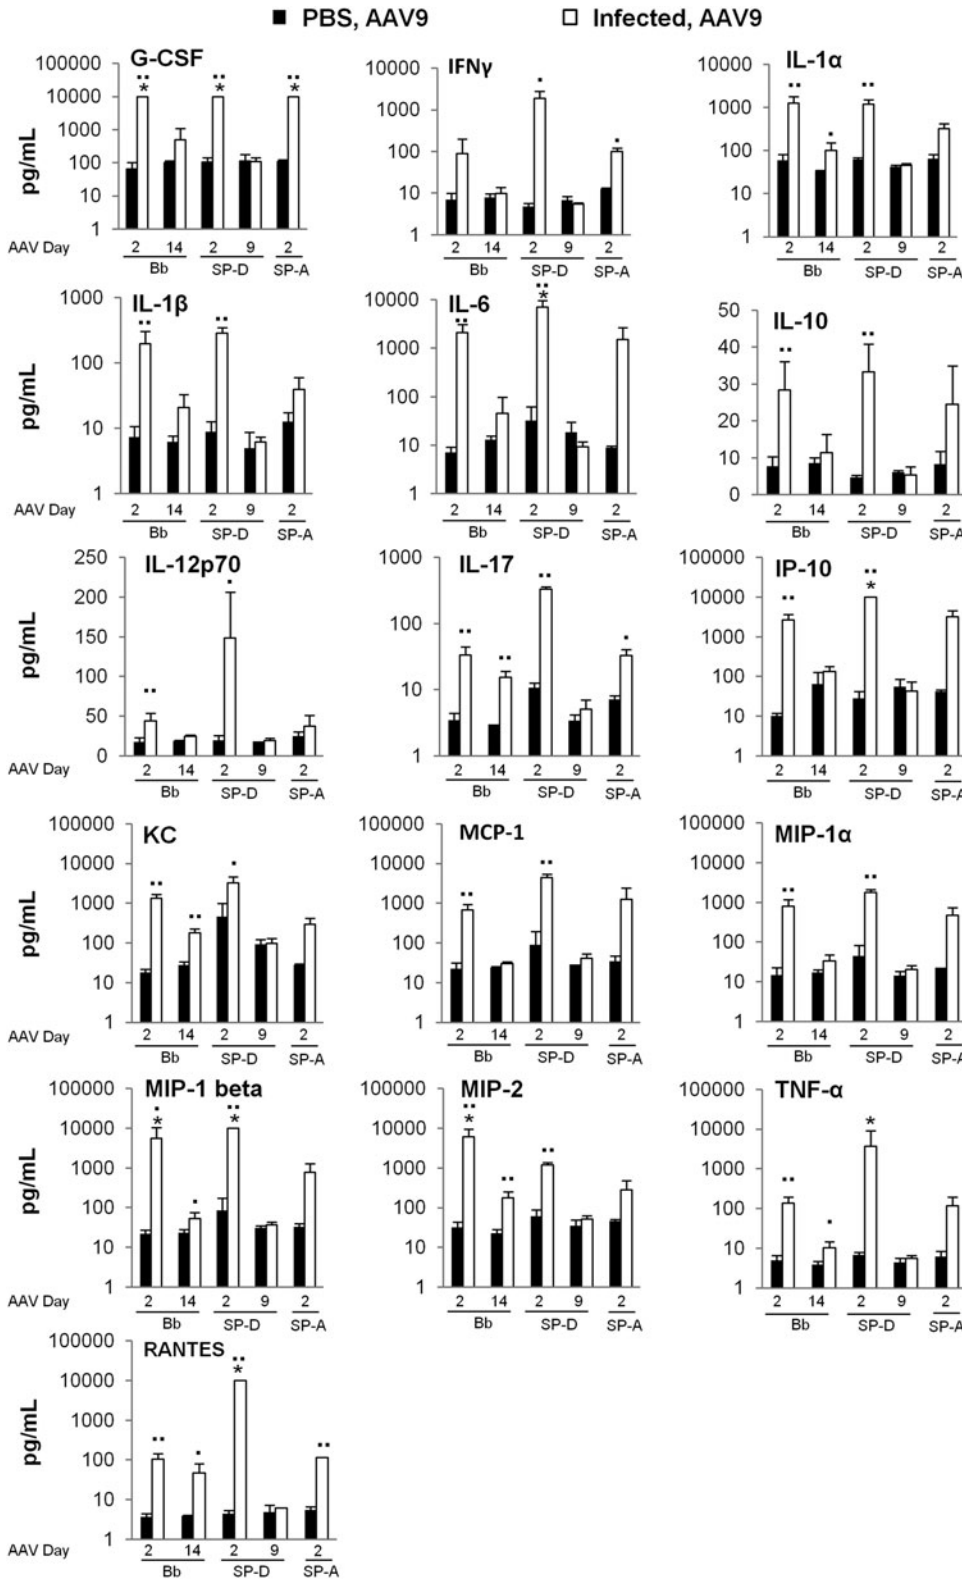 ■ PBS, AAV9 □ Infected, AAV9
G-CSF IFNγ IL-1α
pg/mL
100000 10000 1000 100 10 1
10000 1000 100 10 1
10000 1000 100 10 1
▪▪ * ▪▪ * ▪▪ *
▪ ▪
▪▪ ▪ ▪▪
AAV Day 2 14 2 9 2
2 14 2 9 2
2 14 2 9 2
Bb SP-D SP-A
Bb SP-D SP-A
Bb SP-D SP-A
IL-1β IL-6 IL-10
pg/mL
1000 100 10 1
10000 1000 100 10 1
50 40 30 20 10 0
▪▪ ▪▪
▪▪ ▪▪ *
▪▪ ▪▪
AAV Day 2 14 2 9 2
2 14 2 9 2
2 14 2 9 2
Bb SP-D SP-A
Bb SP-D SP-A
Bb SP-D SP-A
IL-12p70 IL-17 IP-10
pg/mL
250 200 150 100 50 0
1000 100 10 1
100000 10000 1000 100 10 1
▪▪ ▪
▪▪ ▪▪ ▪▪ ▪
▪▪ ▪▪ *
AAV Day 2 14 2 9 2
2 14 2 9 2
2 14 2 9 2
Bb SP-D SP-A
Bb SP-D SP-A
Bb SP-D SP-A
KC MCP-1 MIP-1α
pg/mL
100000 10000 1000 100 10 1
100000 10000 1000 100 10 1
100000 10000 1000 100 10 1
▪▪ ▪▪ ▪
▪▪ ▪▪
▪▪ ▪▪
AAV Day 2 14 2 9 2
2 14 2 9 2
2 14 2 9 2
Bb SP-D SP-A
Bb SP-D SP-A
Bb SP-D SP-A
MIP-1 beta MIP-2 TNF-α
pg/mL
100000 10000 1000 100 10 1
100000 10000 1000 100 10 1
100000 10000 1000 100 10 1
▪ * ▪ ▪▪ *
▪▪ * ▪▪ ▪▪
▪▪ ▪ *
AAV Day 2 14 2 9 2
2 14 2 9 2
2 14 2 9 2
Bb SP-D SP-A
Bb SP-D SP-A
Bb SP-D SP-A
RANTES
pg/mL
100000 10000 1000 100 10 1
▪▪ ▪ ▪▪ * ▪▪
AAV Day 2 14 2 9 2
Bb SP-D SP-A